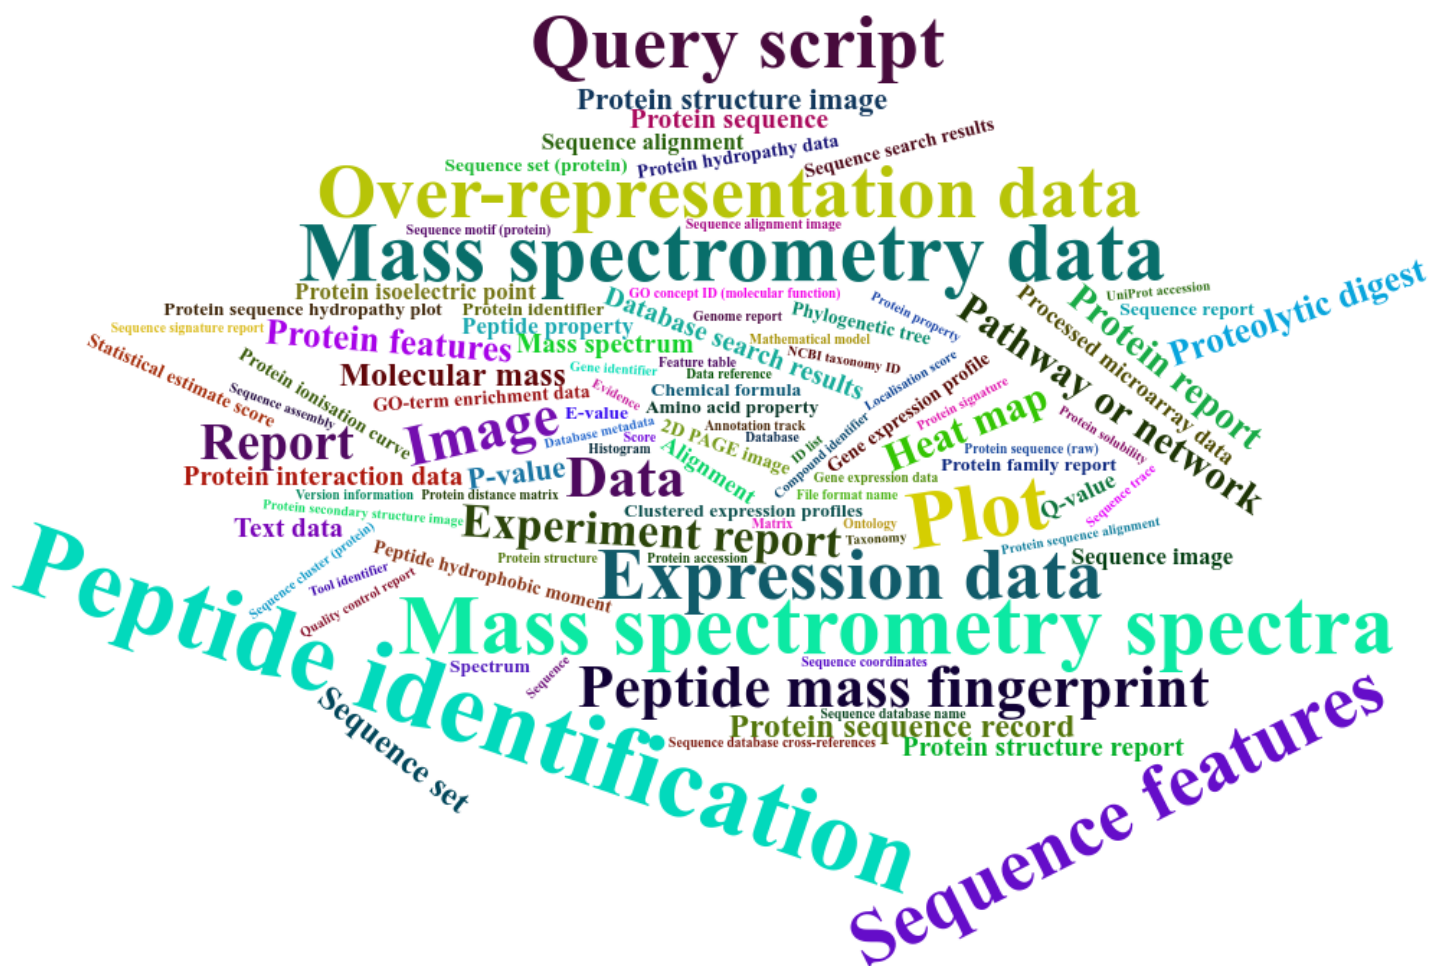 Query script
Protein structure image
Protein sequence
Sequence alignment
Protein hydropathy data
Sequence search results
Sequence set (protein)
Over-representation data
Sequence motif (protein)
Sequence alignment image
Mass spectrometry data
Protein isoelectric point
GO concept ID (molecular function)
Protein property
UniProt accession
Proteolytic digest
Protein sequence hydropathy plot
Protein identifier
Database search results
Genome report
Phylogenetic tree
Pathway or network
Processed microarray data
Protein report
Sequence report
Sequence signature report
Protein features
Peptide property
Mass spectrum
Mathematical model
NCBI taxonomy ID
Statistical estimate score
Protein ionisation curve
Molecular mass
Gene identifier
Feature table
Data reference
Localisation score
Gene expression profile
Sequence assembly
GO-term enrichment data
Evidence
Chemical formula
Protein signature
Heat map
Report
Image
E-value
Amino acid property
Compound identifier
Protein solubility
Database metadata
Score
2D PAGE image
Annotation track
Database
ID list
Histogram
Protein sequence (raw)
Protein interaction data
P-value
Data
Alignment
Gene expression data
Protein family report
Version information
Protein distance matrix
File format name
Plot
Q-value
Sequence trace
Protein secondary structure image
Clustered expression profiles
Text data
Experiment report
Matrix
Ontology
Taxonomy
Protein sequence alignment
Sequence cluster (protein)
Peptide hydrophobic moment
Protein structure
Protein accession
Sequence image
Tool identifier
Quality control report
Expression data
Peptide identification
Mass spectrometry spectra
Spectrum
Sequence
Sequence coordinates
Peptide mass fingerprint
Sequence set
Sequence database name
Protein sequence record
Sequence database cross-references
Protein structure report
Sequence features